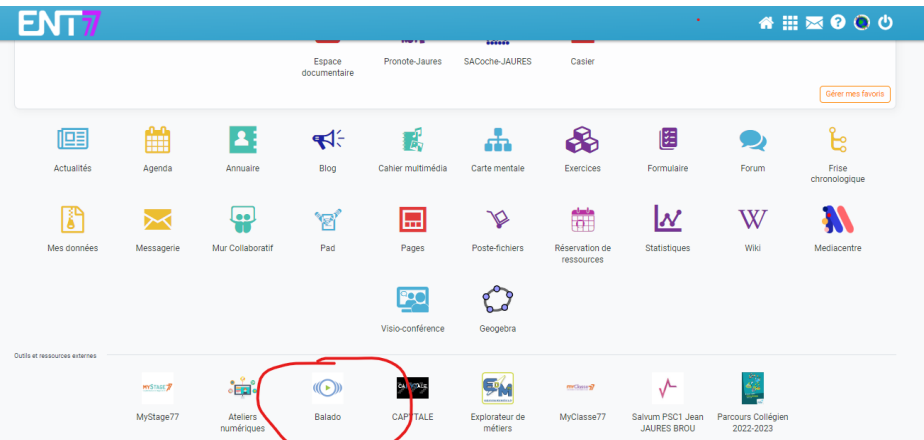 ENT77
Espace documentaire
Pronote-Jaures
SACoche-JAURES
Casier
Gérer mes favoris
Actualités
Agenda
Annuaire
Blog
Cahier multimédia
Carte mentale
Exercices
Formulaire
Forum
Frise chronologique
Mes données
Messagerie
Mur Collaboratif
Pad
Pages
Poste-fichiers
Réservation de ressources
Statistiques
W
Wiki
Mediacentre
Visio-conférence
Geogebra
Outils et ressources externes
MYSTAGE77
MyStage77
Ateliers numériques
Balado
CAPYTALE
Explorateur de métiers
MyClasse77
Salvum PSC1 Jean JAURES BROU
Parcours Collégien 2022-2023